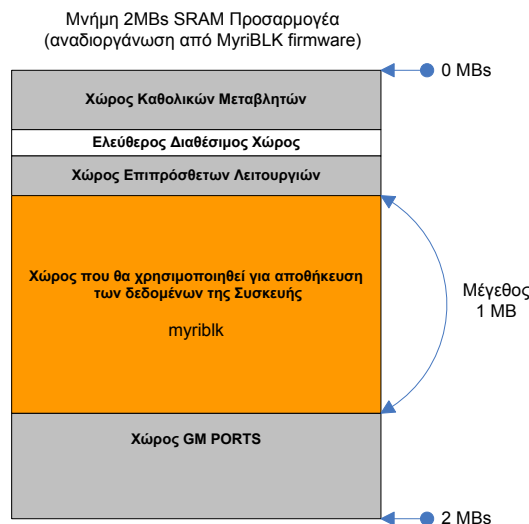 Μνήμη 2MBs SRAM Προσαρμογέα
(αναδιοργάνωση από MyriBLK firmware)
0 MBs
Χώρος Καθολικών Μεταβλητών
Ελεύθερος Διαθέσιμος Χώρος
Χώρος Επιπρόσθετων Λειτουργιών
Χώρος που θα χρησιμοποιηθεί για αποθήκευση
των δεδομένων της Συσκευής
myriblk
Μέγεθος
1 MB
Χώρος GM PORTS
2 MBs